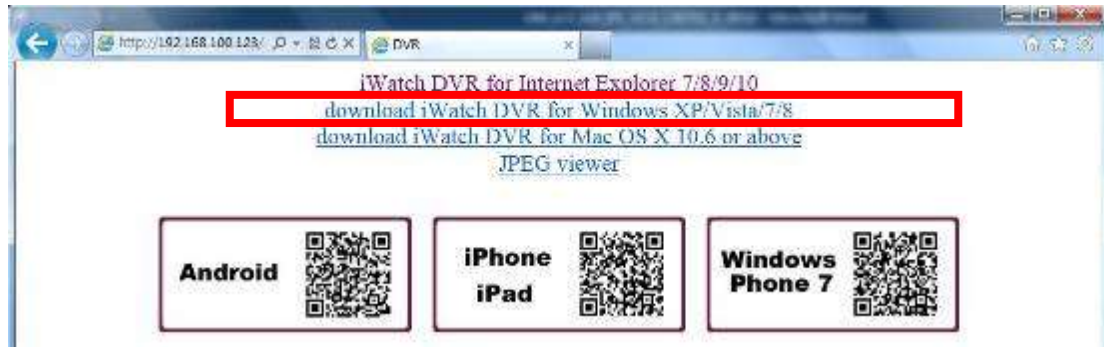 http://192.168.100.123/
DVR
iWatch DVR for Internet Explorer 7/8/9/10
download iWatch DVR for Windows XP/Vista/7/8
download iWatch DVR for Mac OS X 10.6 or above
JPEG viewer
Android
iPhone
iPad
Windows
Phone 7